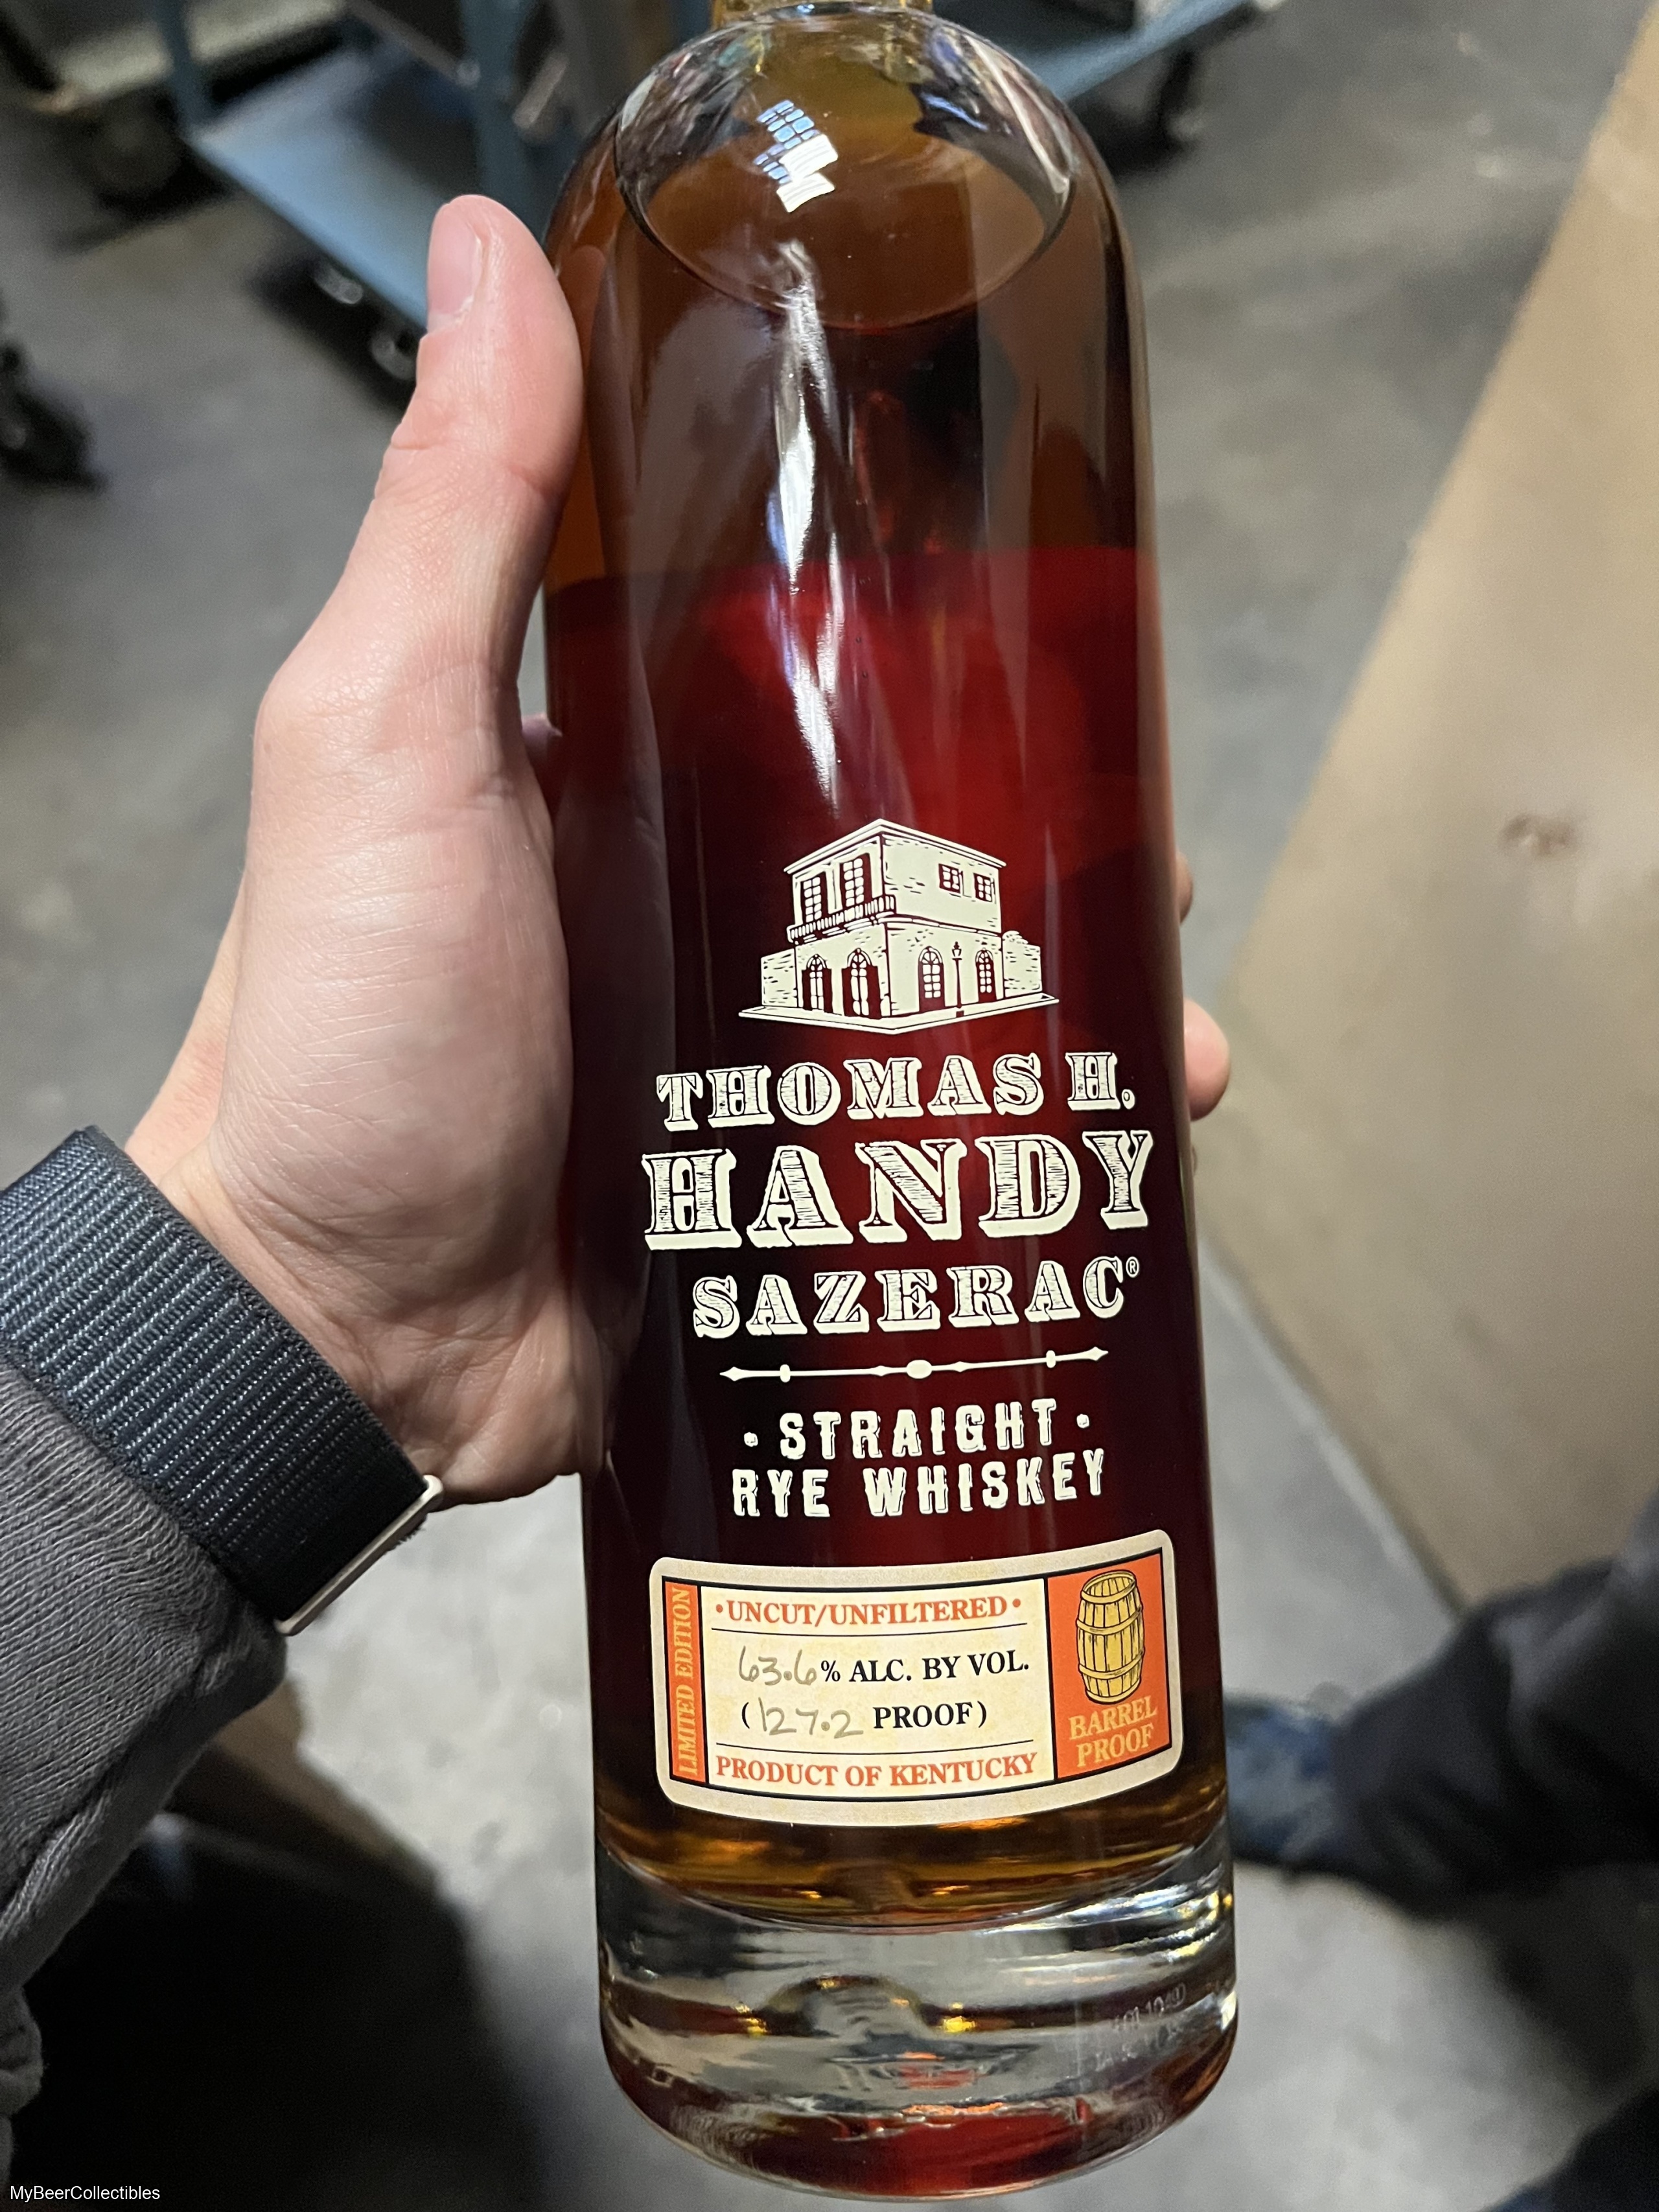 THOMAS H.
HANDY
SAZERAC®
· STRAIGHT ·
RYE WHISKEY
LIMITED EDITION
• UNCUT/UNFILTERED •
63.6% ALC. BY VOL.
(127.2 PROOF)
PRODUCT OF KENTUCKY
BARREL
PROOF
MyBeerCollectibles